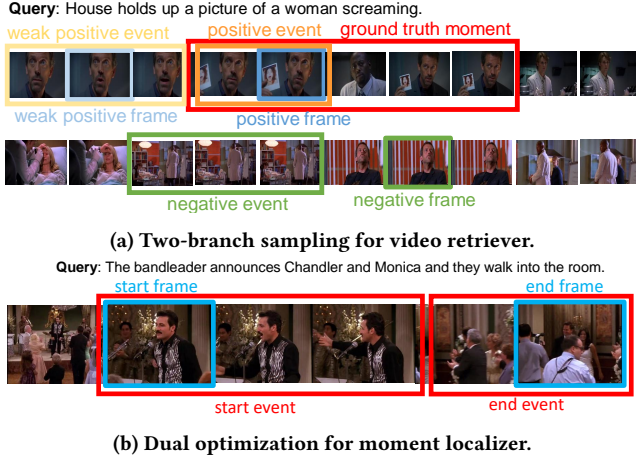 Query: House holds up a picture of a woman screaming.
weak positive event positive event ground truth moment
weak positive frame positive frame
negative event negative frame
(a) Two-branch sampling for video retriever.
Query: The bandleader announces Chandler and Monica and they walk into the room.
start frame end frame
start event end event
(b) Dual optimization for moment localizer.